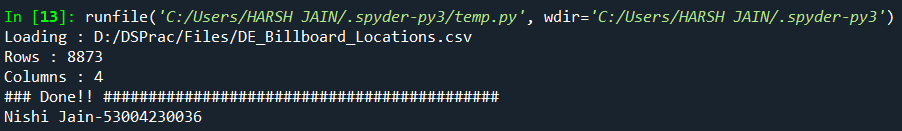 In [13]: runfile('C:/Users/HARSH JAIN/.spyder-py3/temp.py', wdir='C:/Users/HARSH JAIN/.spyder-py3')
Loading : D:/DSPrac/Files/DE_Billboard_Locations.csv
Rows : 8873
Columns : 4
### Done!! ############################################
Nishi Jain-53004230036